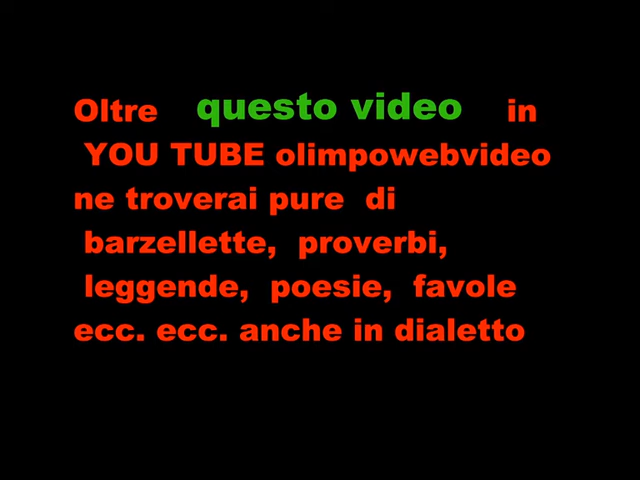 Oltre questo video in
YOU TUBE olimpowebvideo
ne troverai pure di
barzellette, proverbi,
leggende, poesie, favole
ecc. ecc. anche in dialetto